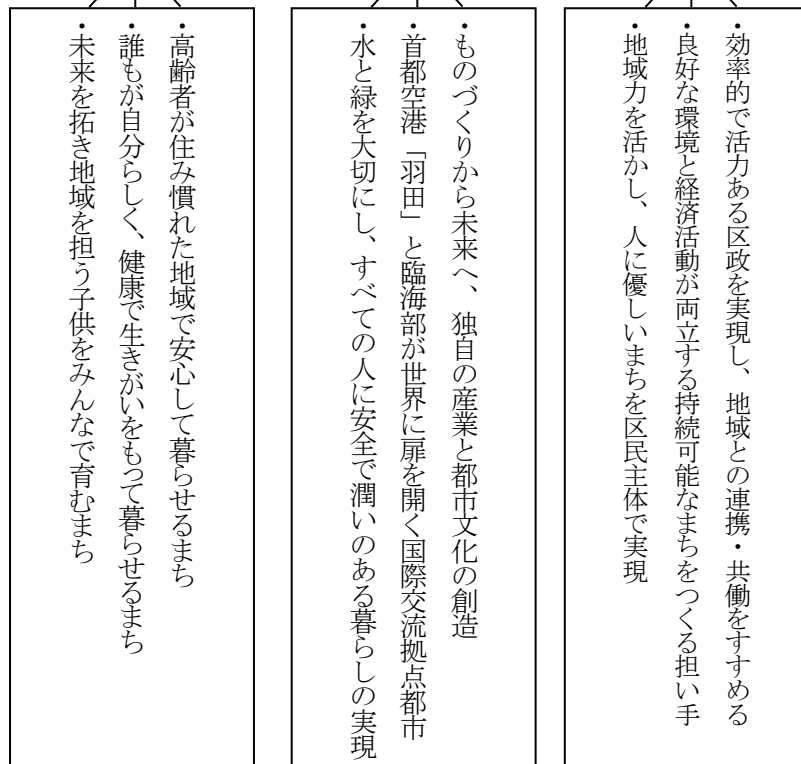 ・効率的で活力ある区政を実現し、地域との連携・共働をすすめる
・良好な環境と経済活動が両立する持続可能なまちをつくる担い手
・地域力を活かし、人に優しいまちを区民主体で実現
・ものづくりから未来へ、独自の産業と都市文化の創造
・首都空港「羽田」と臨海部が世界に扉を開く国際交流拠点都市
・水と緑を大切にし、すべての人に安全で潤いのある暮らしの実現
・高齢者が住み慣れた地域で安心して暮らせるまち
・誰もが自分らしく、健康で生きがいをもって暮らせるまち
・未来を拓き地域を担う子供をみんなで育むまち